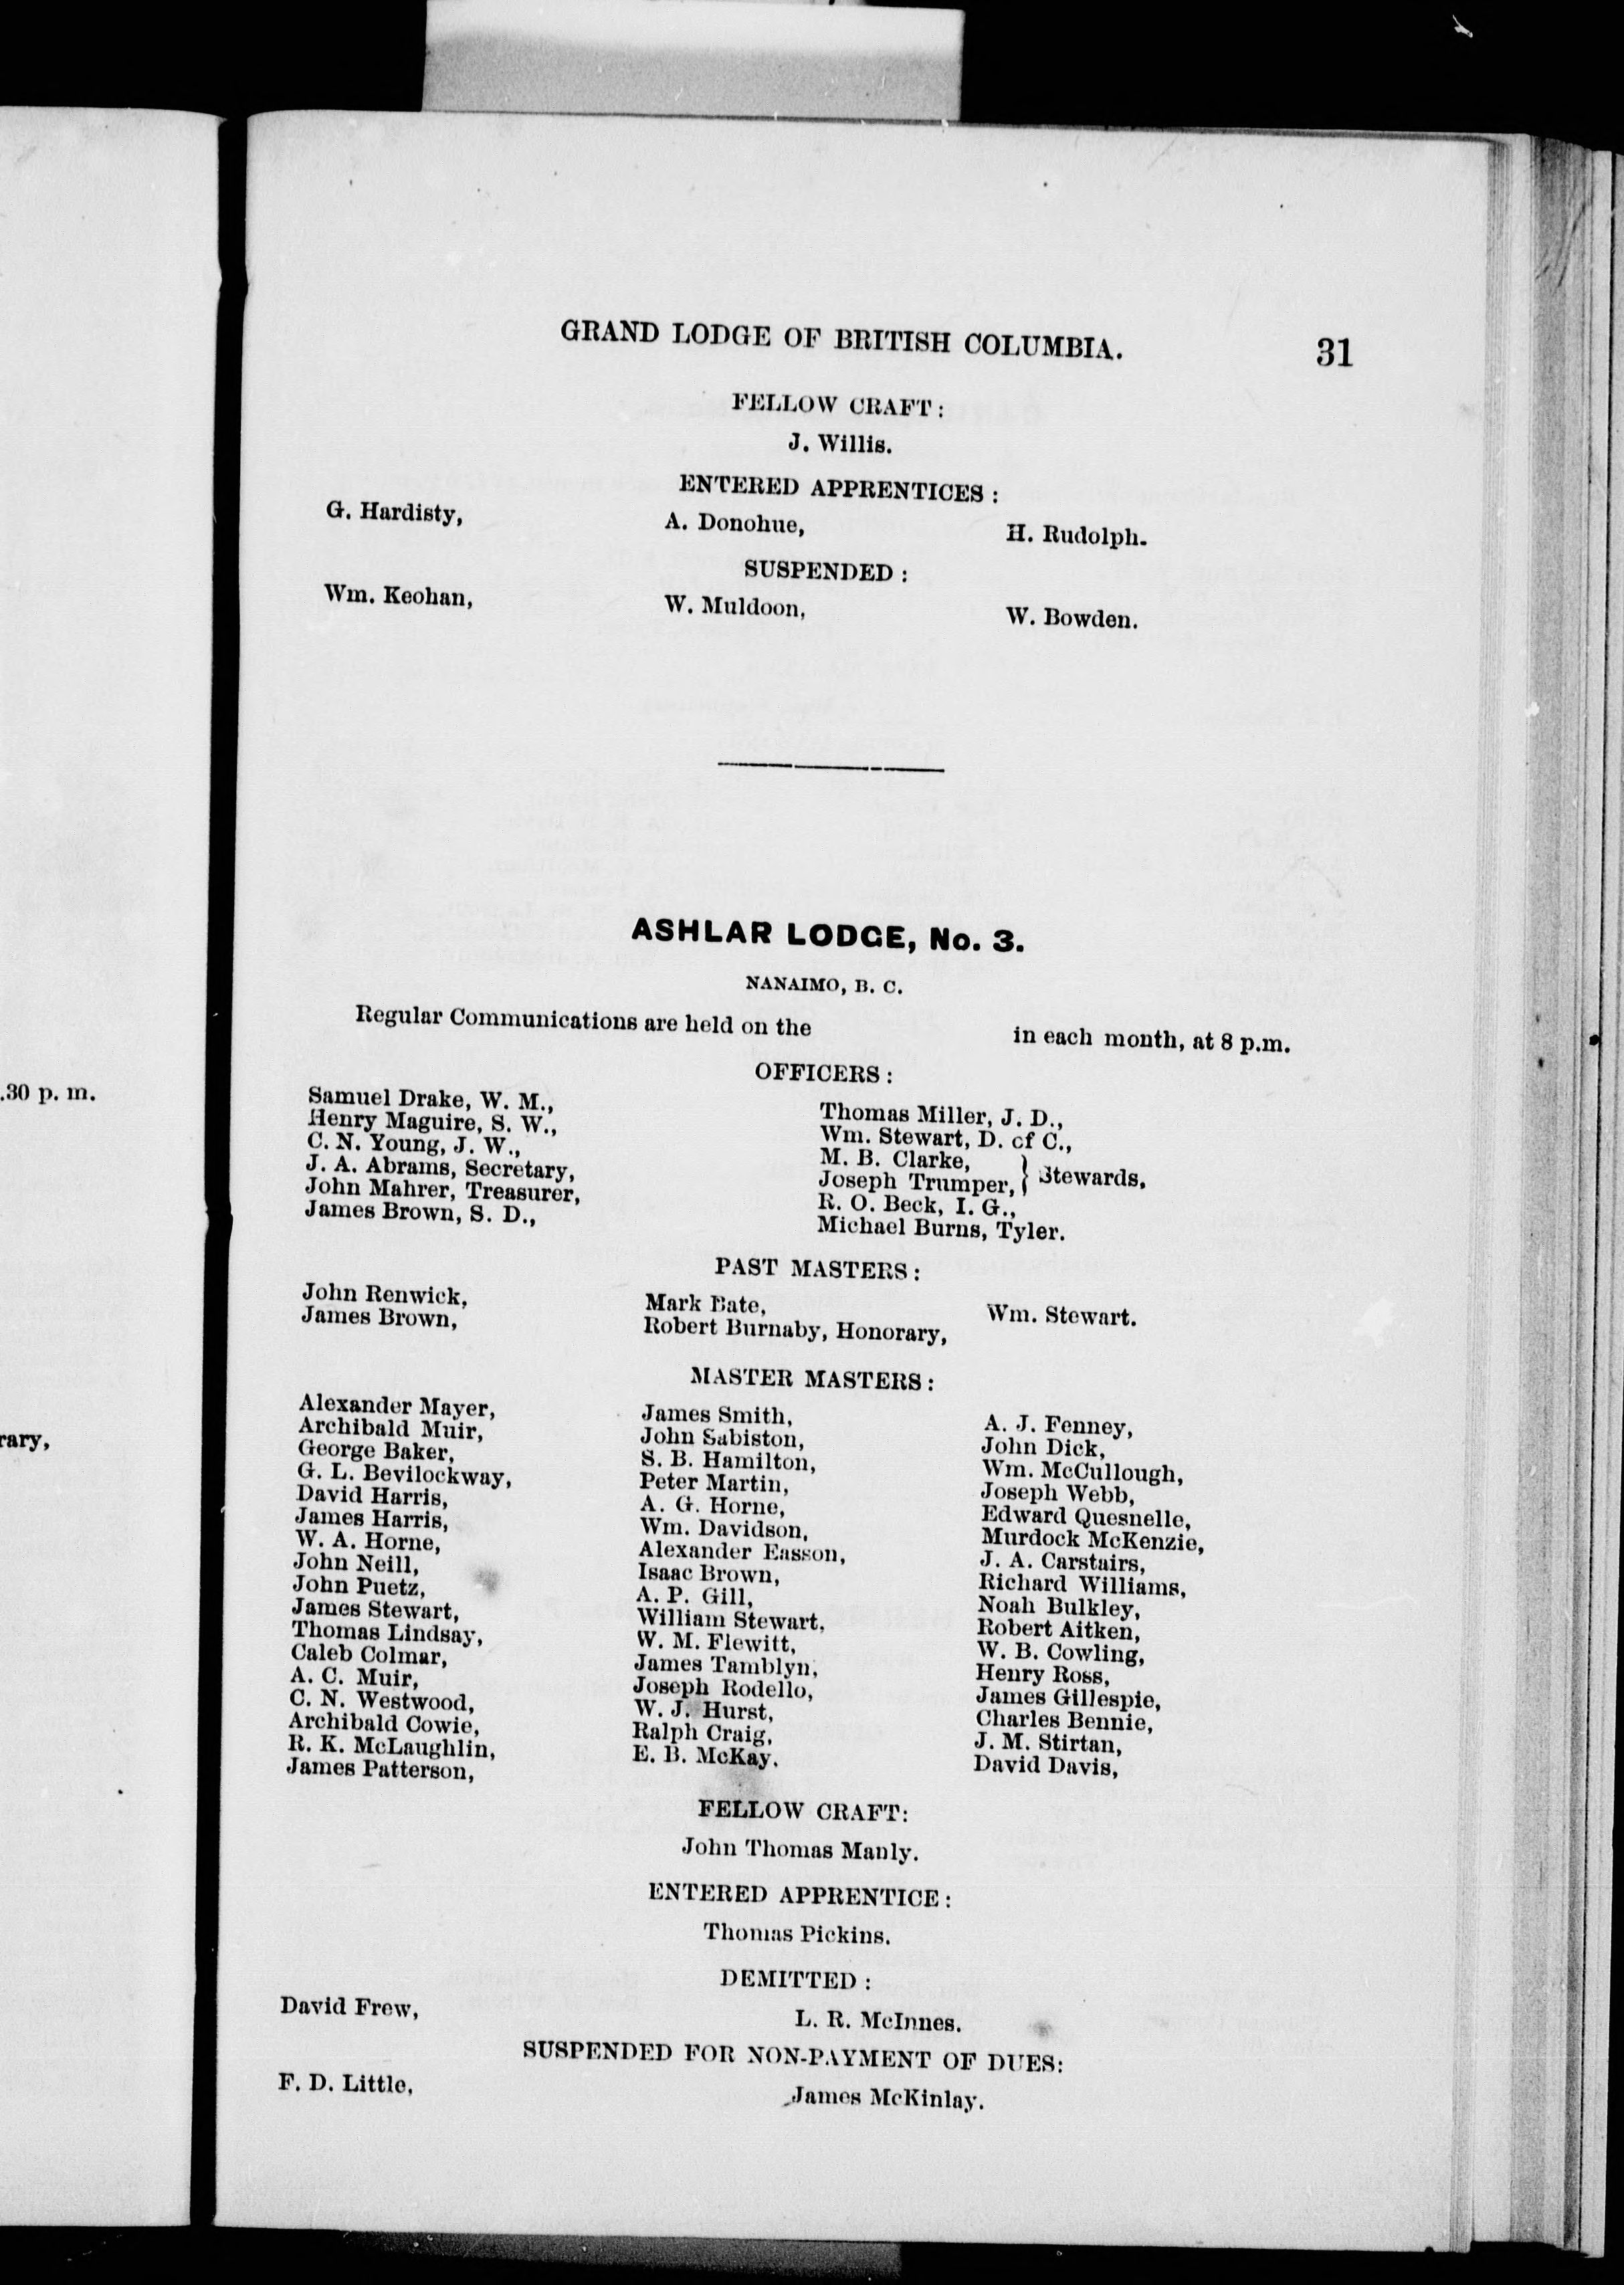 .30 p. m.
rary,
GRAND LODGE OF BRITISH COLUMBIA. 31
FELLOW CRAFT:
J. Willis.
ENTERED APPRENTICES:
G. Hardisty, A. Donohue, H. Rudolph.
SUSPENDED:
Wm. Keohan, W. Muldoon, W. Bowden.
ASHLAR LODGE, No. 3.
NANAIMO, B. C.
Regular Communications are held on the in each month, at 8 p.m.
OFFICERS:
Samuel Drake, W. M.,
Henry Maguire, S. W.,
C. N. Young, J. W.,
J. A. Abrams, Secretary,
John Mahrer, Treasurer,
James Brown, S. D.,
Thomas Miller, J. D.,
Wm. Stewart, D. cf C.,
M. B. Clarke,
Joseph Trumper, } Stewards,
R. O. Beck, I. G.,
Michael Burns, Tyler.
PAST MASTERS:
John Renwick,
James Brown,
Mark Bate,
Robert Burnaby, Honorary,
Wm. Stewart.
MASTER MASTERS:
Alexander Mayer,
Archibald Muir,
George Baker,
G. L. Bevilockway,
David Harris,
James Harris,
W. A. Horne,
John Neill,
John Puetz,
James Stewart,
Thomas Lindsay,
Caleb Colmar,
A. C. Muir,
C. N. Westwood,
Archibald Cowie,
R. K. McLaughlin,
James Patterson,
James Smith,
John Sabiston,
S. B. Hamilton,
Peter Martin,
A. G. Horne,
Wm. Davidson,
Alexander Easson,
Isaac Brown,
A. P. Gill,
William Stewart,
W. M. Flewitt,
James Tamblyn,
Joseph Rodello,
W. J. Hurst,
Ralph Craig,
E. B. McKay,
A. J. Fenney,
John Dick,
Wm. McCullough,
Joseph Webb,
Edward Quesnelle,
Murdock McKenzie,
J. A. Carstairs,
Richard Williams,
Noah Bulkley,
Robert Aitken,
W. B. Cowling,
Henry Ross,
James Gillespie,
Charles Bennie,
J. M. Stirtan,
David Davis,
FELLOW CRAFT:
John Thomas Manly.
ENTERED APPRENTICE:
Thomas Pickins.
DEMITTED:
David Frew, L. R. McInnes.
SUSPENDED FOR NON-PAYMENT OF DUES:
F. D. Little, James McKinlay.